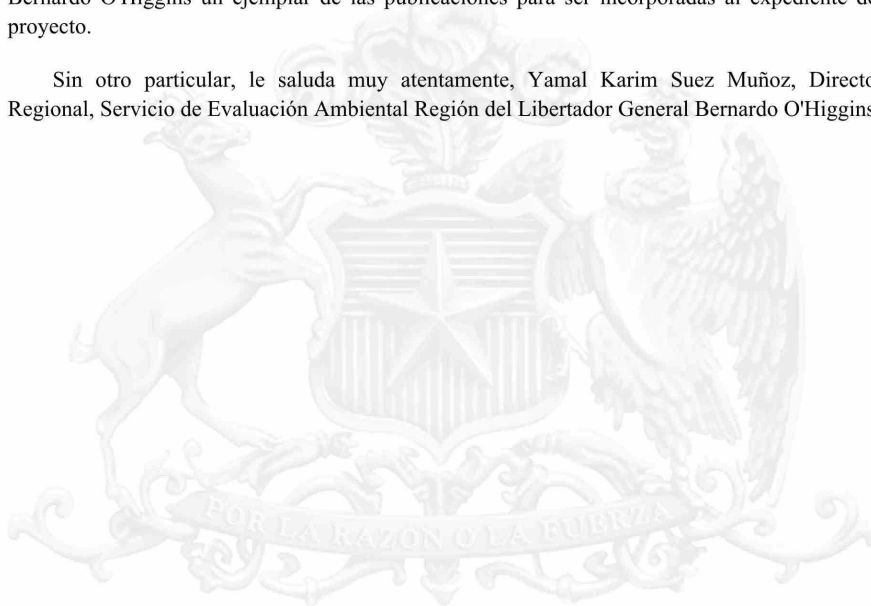 Bernardo O'Higgins un ejemplar de las publicaciones para ser incorporadas al expediente de
proyecto.
Sin otro particular, le saluda muy atentamente, Yamal Karim Suez Muñoz, Directo
Regional, Servicio de Evaluación Ambiental Región del Libertador General Bernardo O'Higgins
POR LA RAZON O LA FUERZA